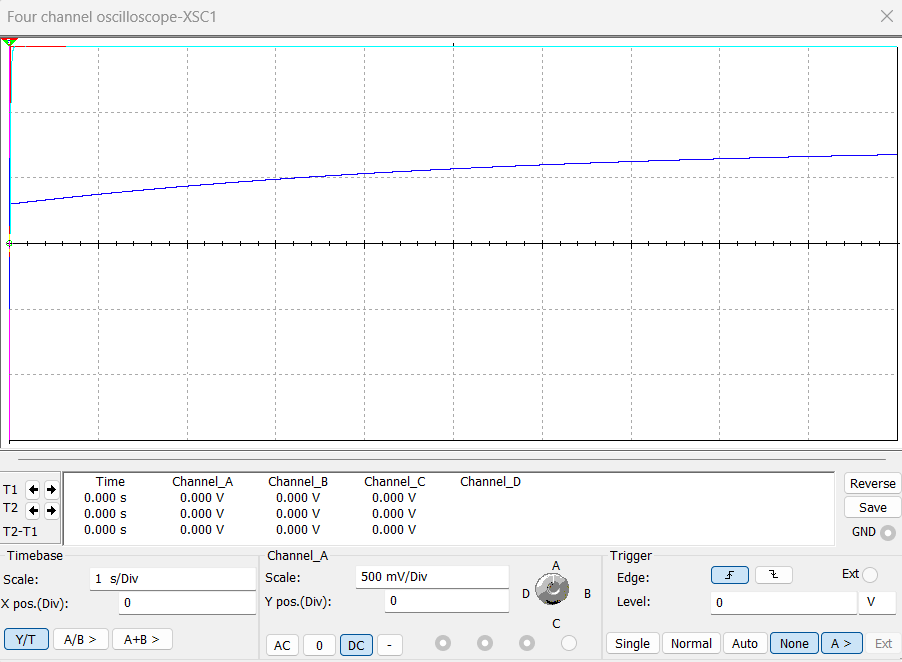 Four channel oscilloscope-XSC1
Time Channel_A Channel_B Channel_C Channel_D
T1 0.000 s 0.000 V 0.000 V 0.000 V
T2 0.000 s 0.000 V 0.000 V 0.000 V
T2-T1 0.000 s 0.000 V 0.000 V 0.000 V
Reverse
Save
GND
Timebase
Scale: 1 s/Div
X pos.(Div): 0
Y/T A/B > A+B >
Channel_A
Scale: 500 mV/Div
Y pos.(Div): 0
AC 0 DC -
A
D B
C
Trigger
Edge: Ext
Level: 0 V
Single Normal Auto None A > Ext